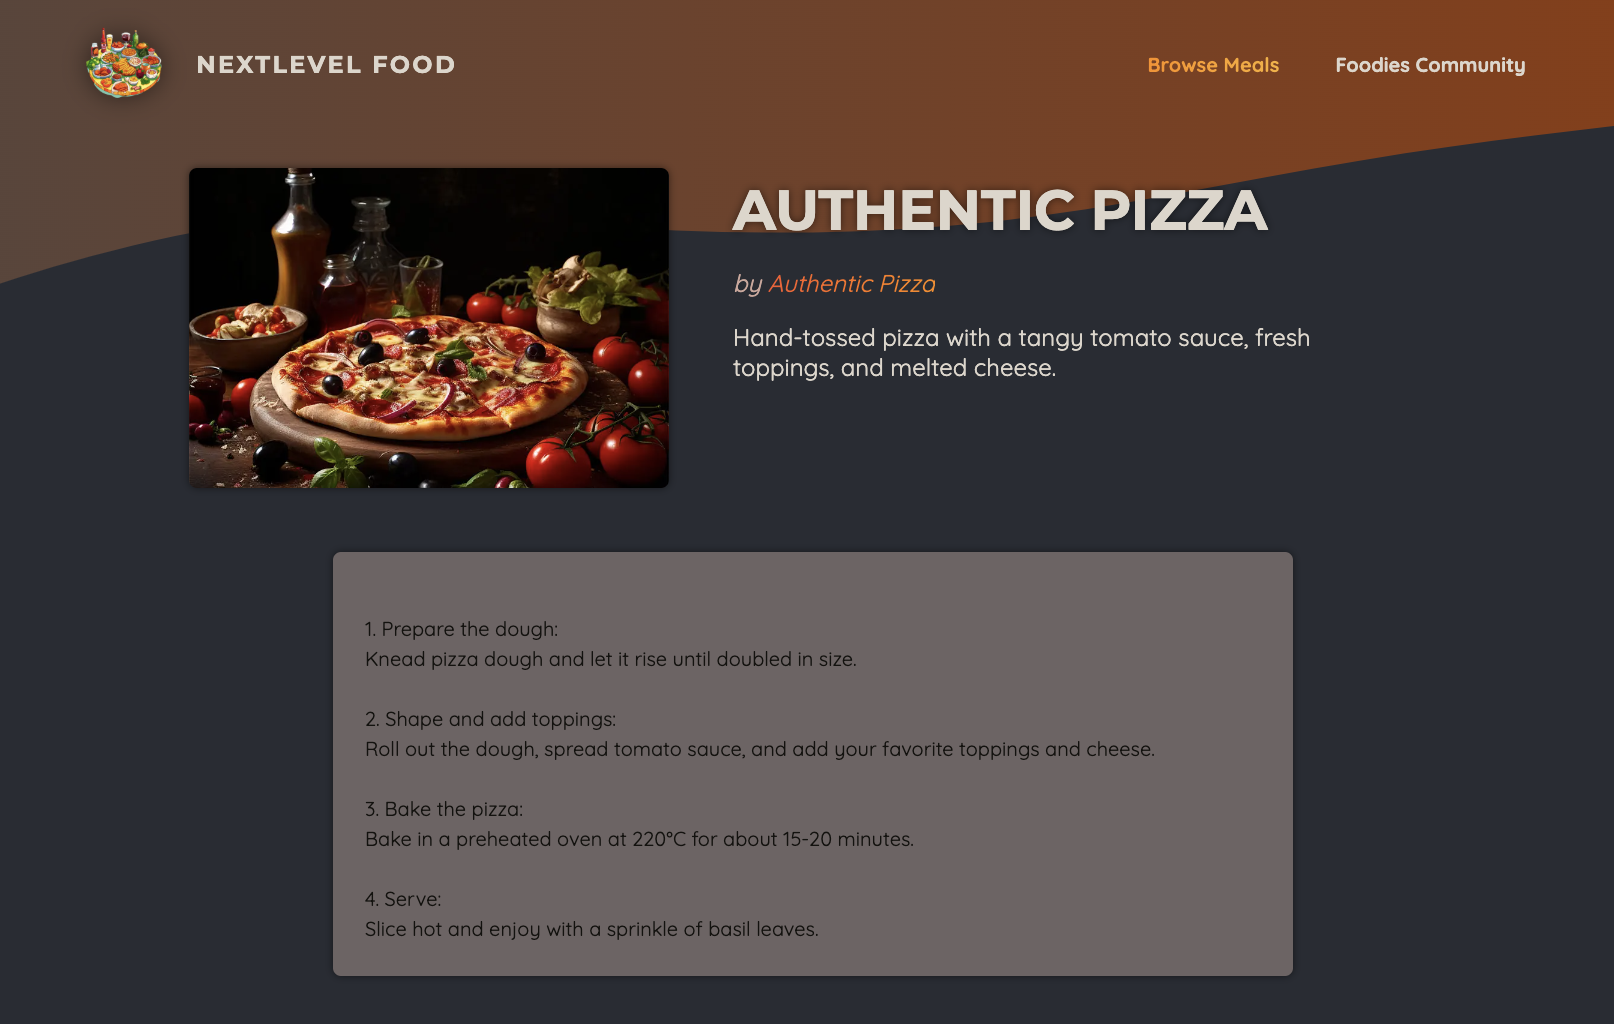 NEXTLEVEL FOOD
Browse Meals
Foodies Community
AUTHENTIC PIZZA
by Authentic Pizza
Hand-tossed pizza with a tangy tomato sauce, fresh
toppings, and melted cheese.
1. Prepare the dough:
Knead pizza dough and let it rise until doubled in size.
2. Shape and add toppings:
Roll out the dough, spread tomato sauce, and add your favorite toppings and cheese.
3. Bake the pizza:
Bake in a preheated oven at 220°C for about 15-20 minutes.
4. Serve:
Slice hot and enjoy with a sprinkle of basil leaves.